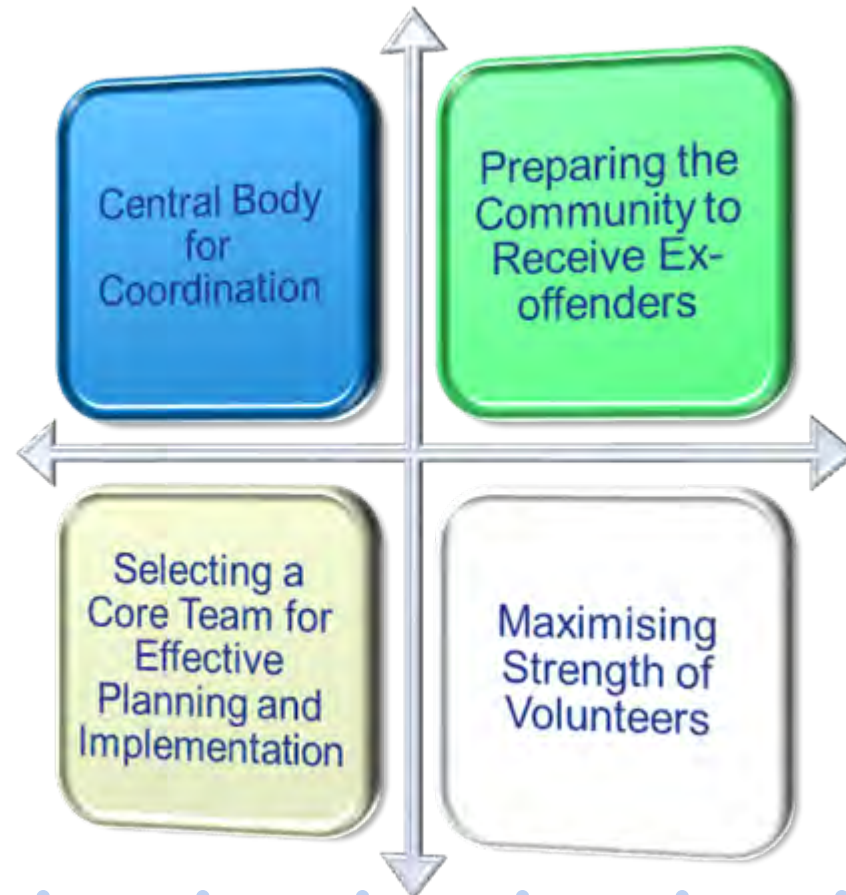 Central Body
for
Coordination
Preparing the
Community to
Receive Ex-
offenders
Selecting a
Core Team for
Effective
Planning and
Implementation
Maximising
Strength of
Volunteers